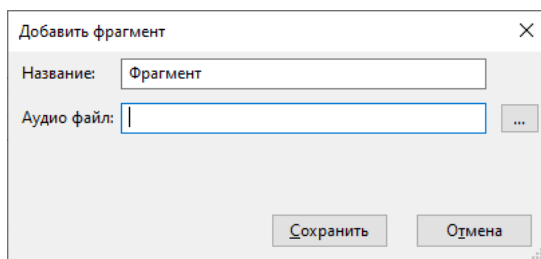 Добавить фрагмент
Название: Фрагмент
Аудио файл: ...
Сохранить Отмена